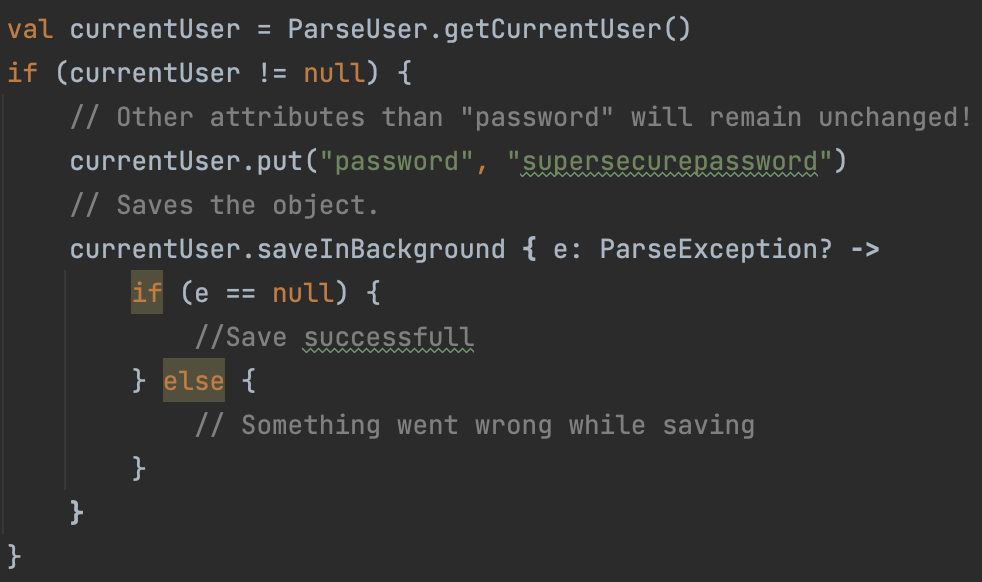 val currentUser = ParseUser.getCurrentUser()
if (currentUser != null) {
    // Other attributes than "password" will remain unchanged!
    currentUser.put("password", "supersecurepassword")
    // Saves the object.
    currentUser.saveInBackground { e: ParseException? ->
        if (e == null) {
            //Save successfull
        } else {
            // Something went wrong while saving
        }
    }
}